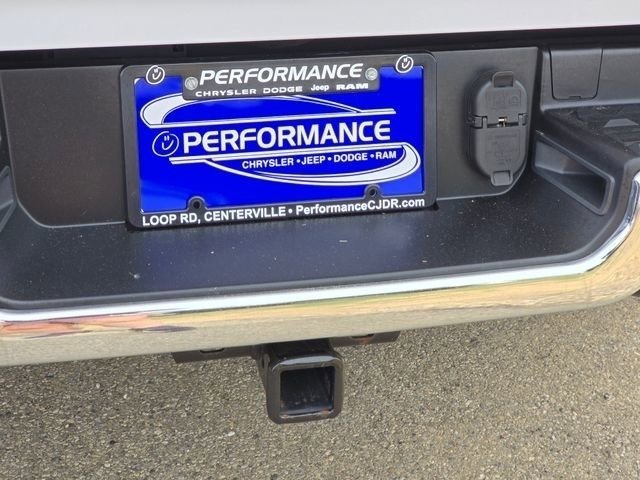 PERFORMANCE
CHRYSLER DODGE Jeep RAM
PERFORMANCE
CHRYSLER • JEEP • DODGE • RAM
LOOP RD, CENTERVILLE • PerformanceCJDR.com